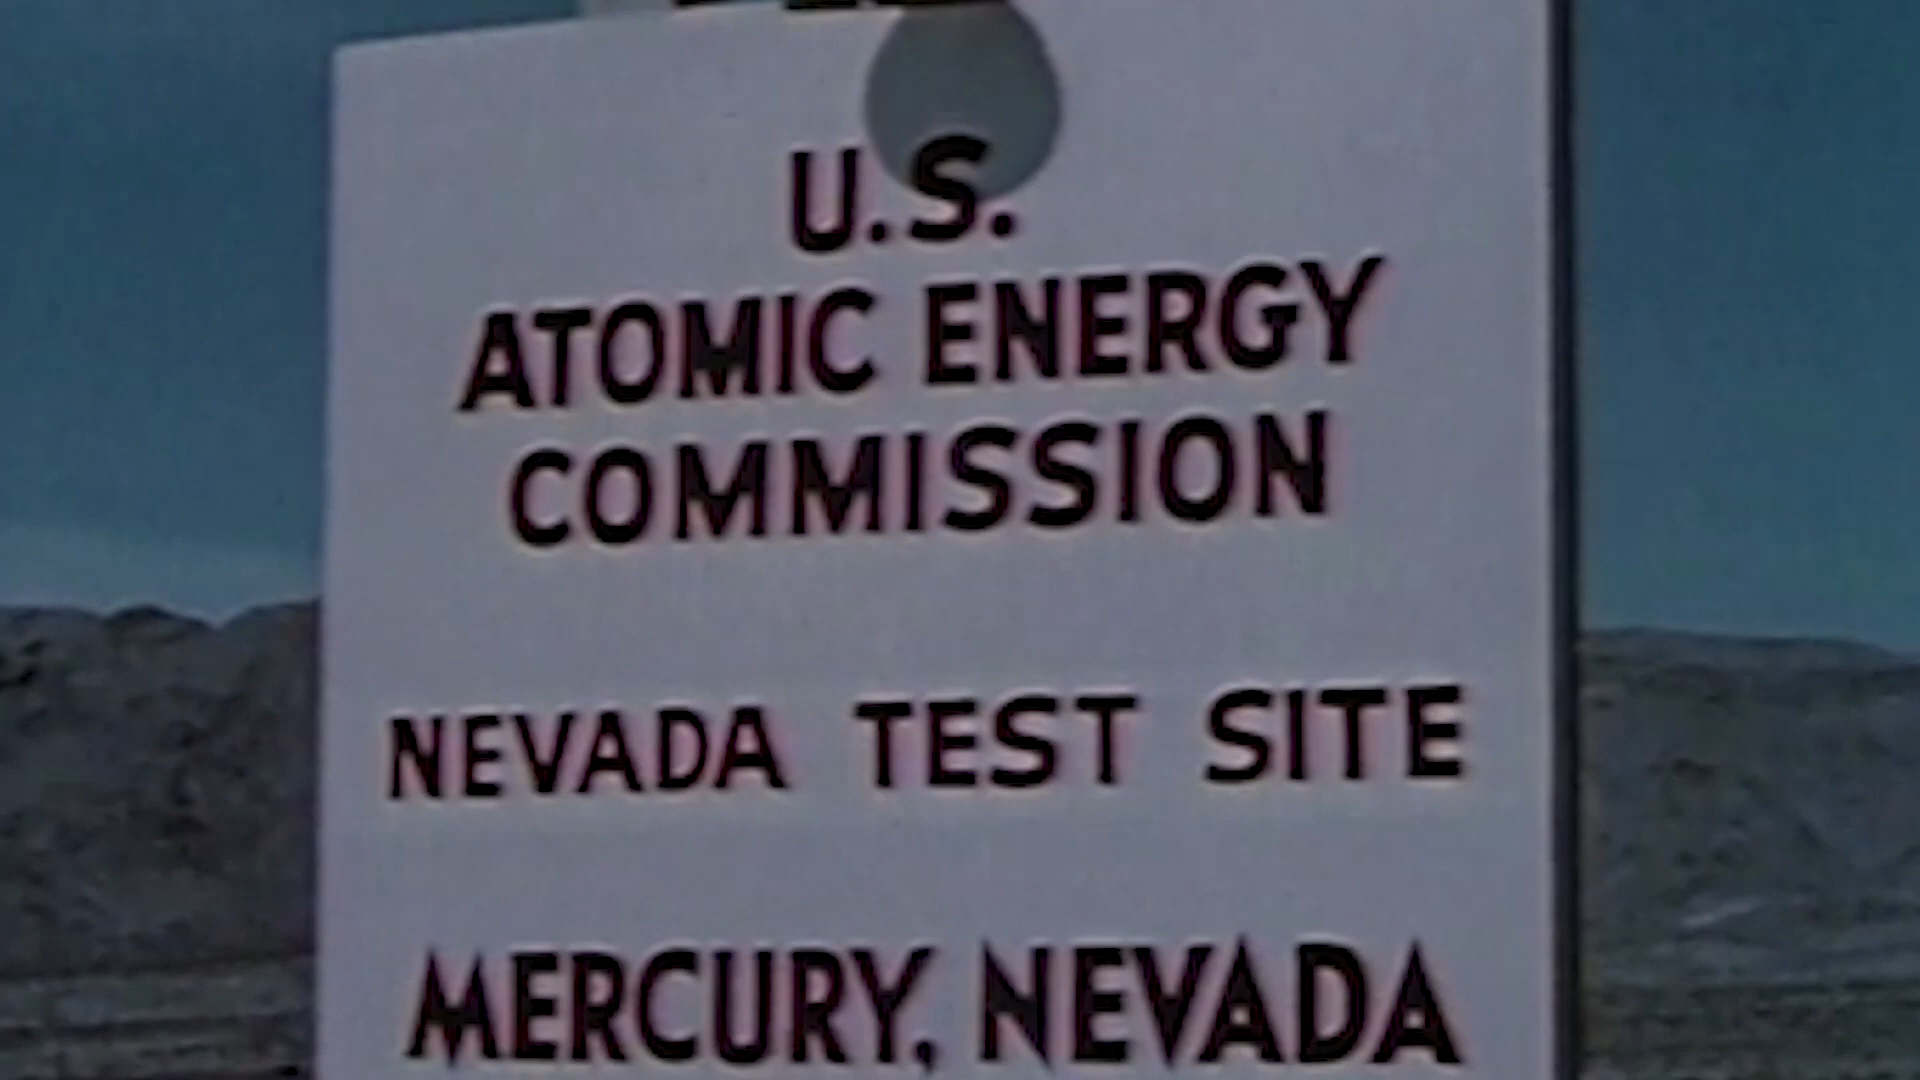 U.S.
ATOMIC ENERGY
COMMISSION
NEVADA TEST SITE
MERCURY, NEVADA